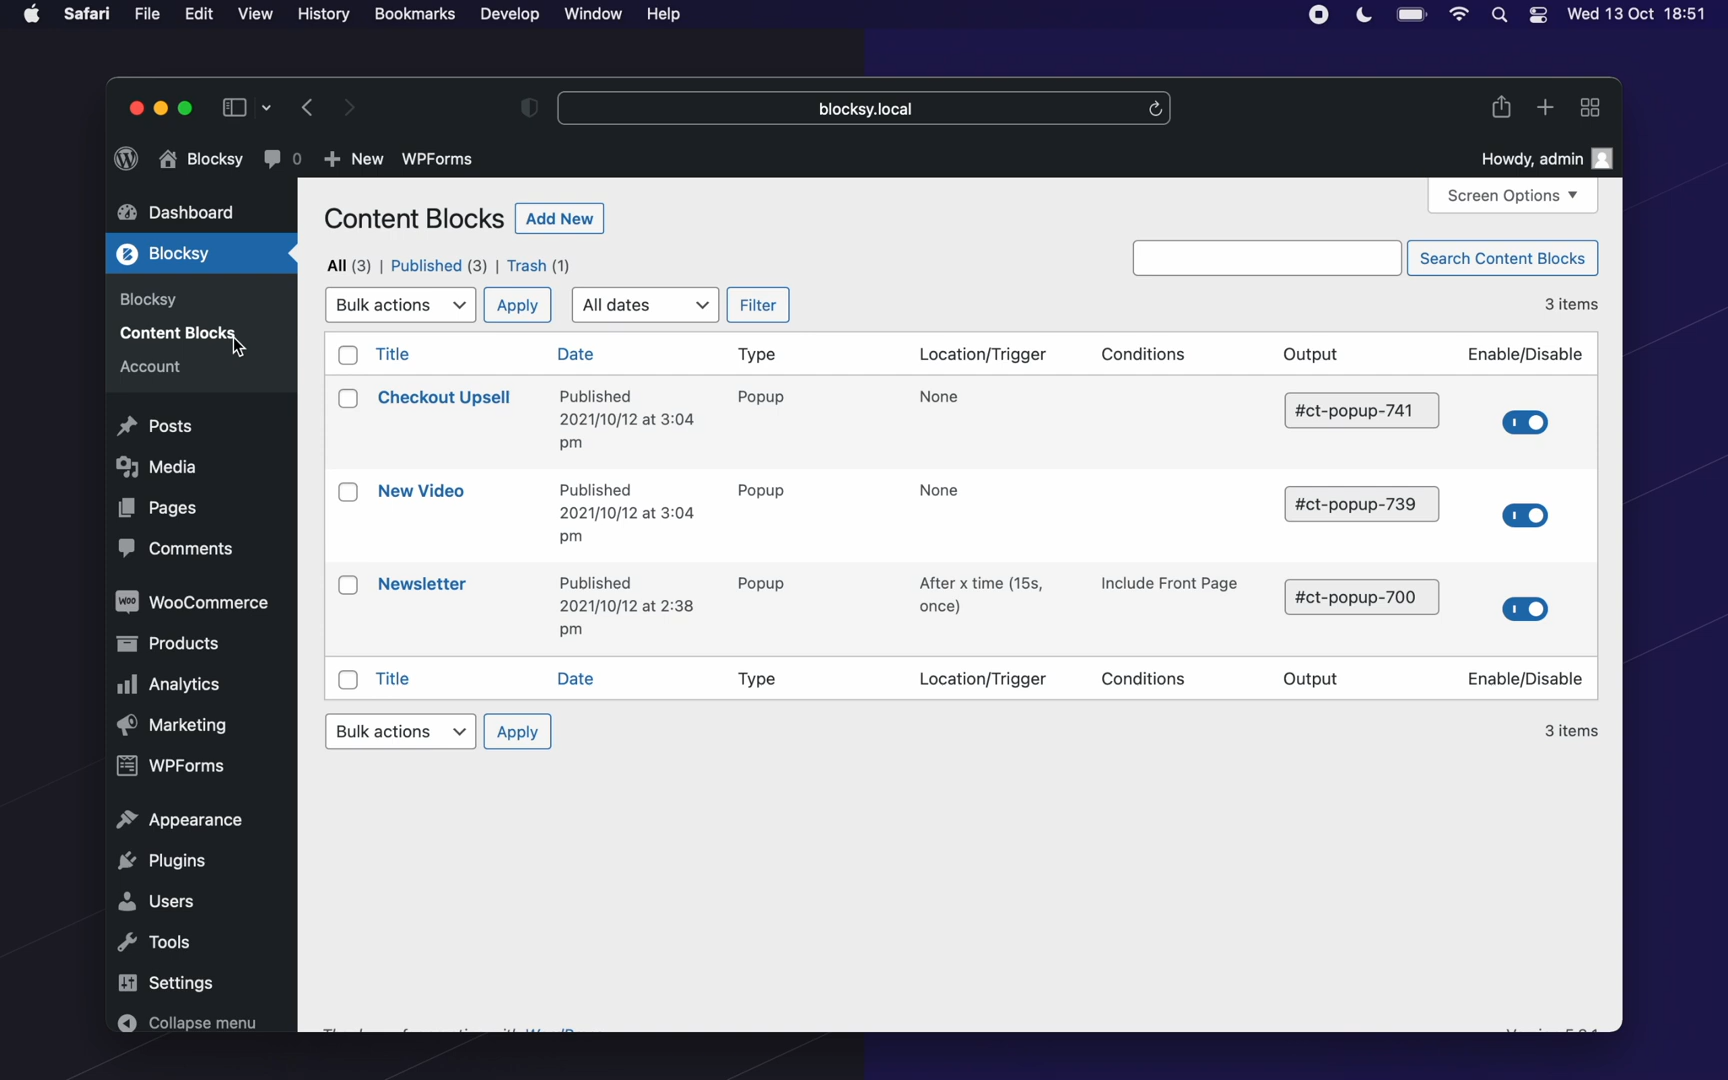 Safari File Edit View History Bookmarks Develop Window Help Wed 13 Oct 18:51
blocksy.local
Blocksy 0 New WPForms Howdy, admin
Screen Options
Dashboard
Blocksy
Blocksy
Content Blocks
Account
Posts
Media
Pages
Comments
Woo WooCommerce
Products
Analytics
Marketing
WPForms
Appearance
Plugins
Users
Tools
Settings
Collapse menu
Content Blocks Add New
All (3) | Published (3) | Trash (1)
Search Content Blocks
Bulk actions Apply All dates Filter 3 items
Title Date Type Location/Trigger Conditions Output Enable/Disable
Checkout Upsell Published Popup None #ct-popup-741
2021/10/12 at 3:04
pm
New Video Published Popup None #ct-popup-739
2021/10/12 at 3:04
pm
Newsletter Published Popup After x time (15s, Include Front Page #ct-popup-700
2021/10/12 at 2:38 once)
pm
Title Date Type Location/Trigger Conditions Output Enable/Disable
Bulk actions Apply 3 items